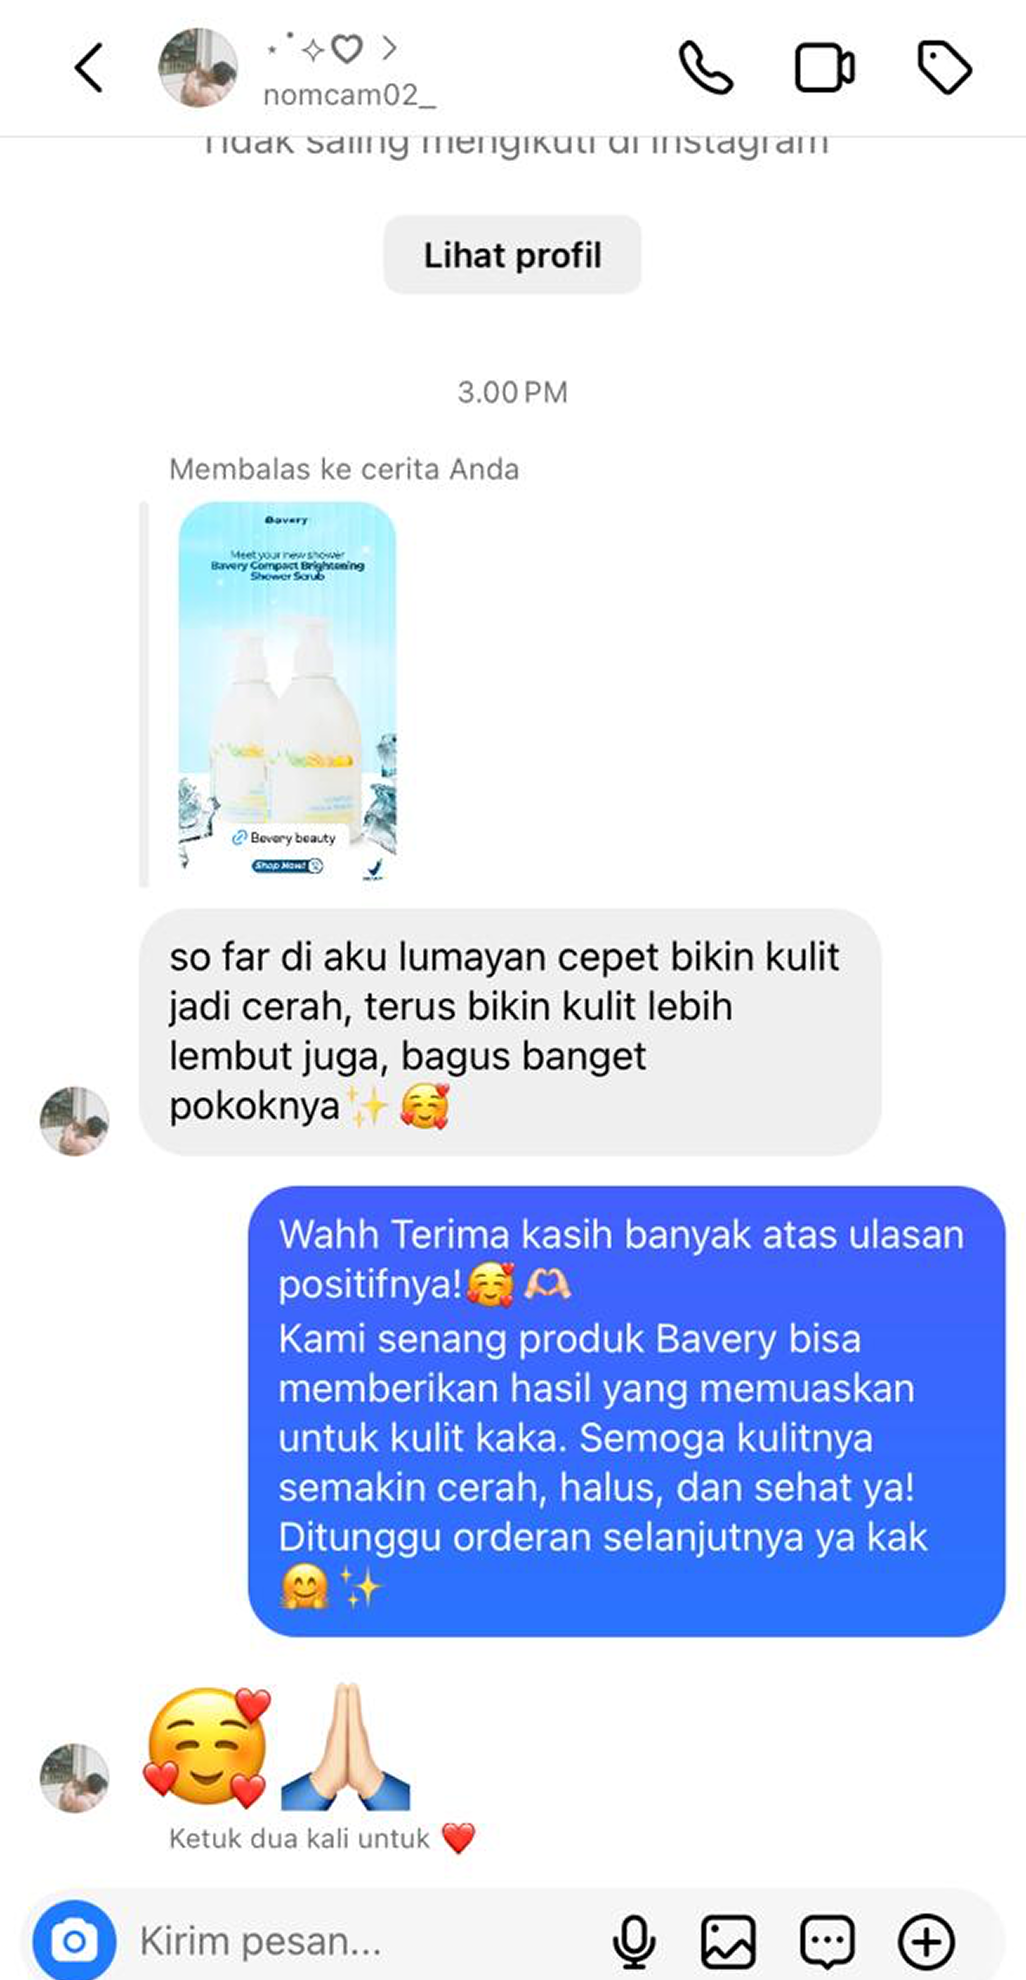 nomcam02_
Tidak saling mengikuti di Instagram
Lihat profil
3.00 PM
Membalas ke cerita Anda
Bavery
Meet your new shower
Bavery Compact Brightening
Shower Scrub
Bevery beauty
Shop Now!
so far di aku lumayan cepet bikin kulit
jadi cerah, terus bikin kulit lebih
lembut juga, bagus banget
pokoknya✨🥰
Wahh Terima kasih banyak atas ulasan
positifnya!🥰🫶🏻
Kami senang produk Bavery bisa
memberikan hasil yang memuaskan
untuk kulit kaka. Semoga kulitnya
semakin cerah, halus, dan sehat ya!
Ditunggu orderan selanjutnya ya kak
🤗✨
🥰🙏🏻
Ketuk dua kali untuk ❤️
Kirim pesan...